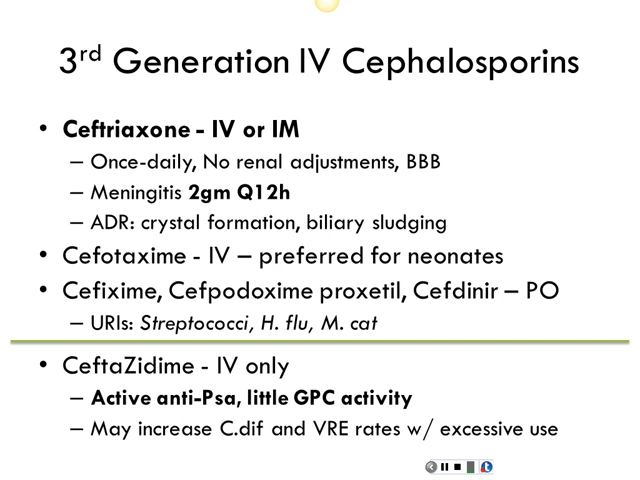 3rd Generation IV Cephalosporins
• Ceftriaxone - IV or IM
– Once-daily, No renal adjustments, BBB
– Meningitis 2gm Q12h
– ADR: crystal formation, biliary sludging
• Cefotaxime - IV – preferred for neonates
• Cefixime, Cefpodoxime proxetil, Cefdinir – PO
– URIs: Streptococci, H. flu, M. cat
• CeftaZidime - IV only
– Active anti-Psa, little GPC activity
– May increase C.dif and VRE rates w/ excessive use